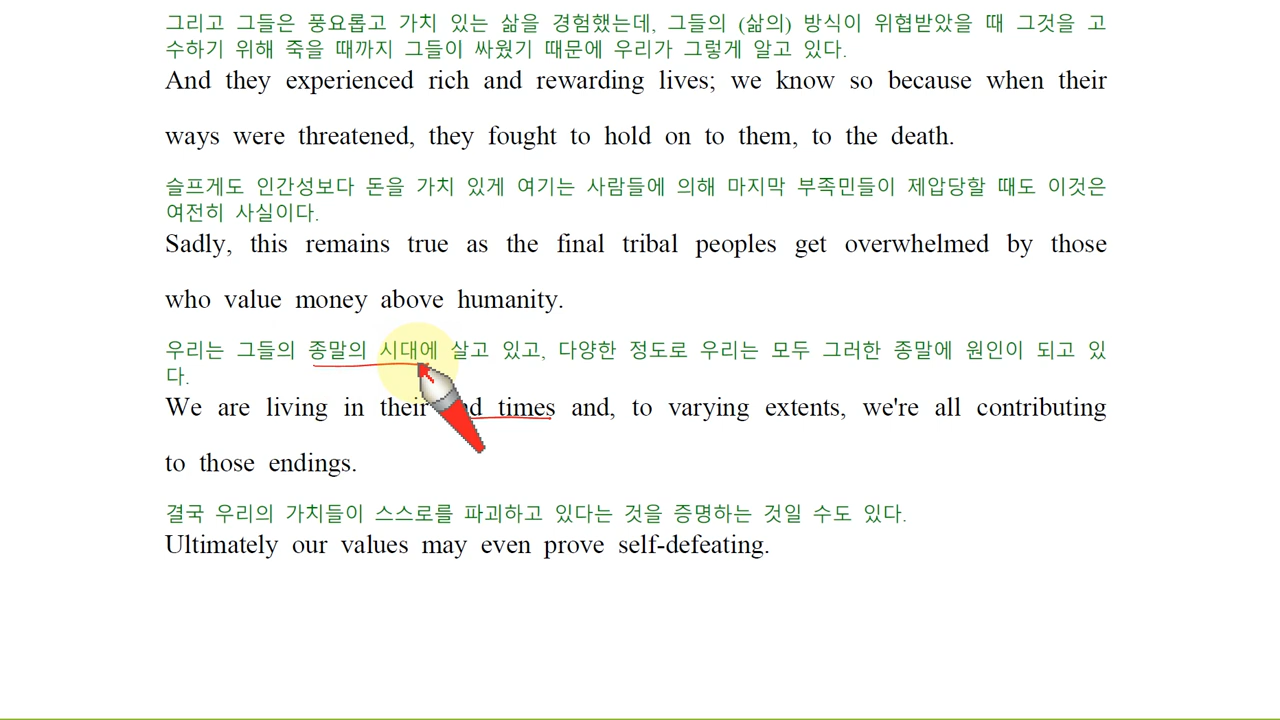 그리고 그들은 풍요롭고 가치 있는 삶을 경험했는데, 그들의 (삶의) 방식이 위협받았을 때 그것을 고
수하기 위해 죽을 때까지 그들이 싸웠기 때문에 우리가 그렇게 알고 있다.
And they experienced rich and rewarding lives; we know so because when their
ways were threatened, they fought to hold on to them, to the death.
슬프게도 인간성보다 돈을 가치 있게 여기는 사람들에 의해 마지막 부족민들이 제압당할 때도 이것은
여전히 사실이다.
Sadly, this remains true as the final tribal peoples get overwhelmed by those
who value money above humanity.
우리는 그들의 종말의 시대에 살고 있고, 다양한 정도로 우리는 모두 그러한 종말에 원인이 되고 있
다.
We are living in their times and, to varying extents, we're all contributing
to those endings.
결국 우리의 가치들이 스스로를 파괴하고 있다는 것을 증명하는 것일 수도 있다.
Ultimately our values may even prove self-defeating.